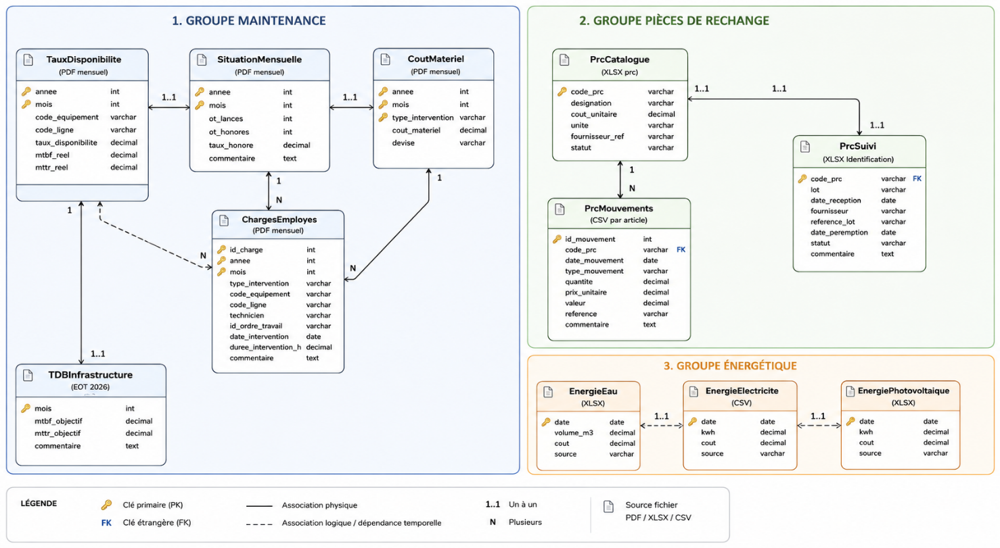 1. GROUPE MAINTENANCE
TauxDisponibilite
(PDF mensuel)
annee int
mois int
code_equipement varchar
code_ligne varchar
taux_disponibilite decimal
mtbf_reel decimal
mttr_reel decimal
1..1
SituationMensuelle
(PDF mensuel)
annee int
mois int
ot_lances int
ot_honores int
taux_honore decimal
commentaire text
1..1
CoutMateriel
(PDF mensuel)
annee int
mois int
type_intervention varchar
cout_materiel decimal
devise varchar
1
N
1
N
1
N
1..1
ChargesEmployes
(PDF mensuel)
id_charge int
annee int
mois int
type_intervention varchar
code_equipement varchar
code_ligne varchar
technicien varchar
id_ordre_travail varchar
date_intervention date
duree_intervention_h decimal
commentaire text
TDBInfrastructure
(EOT 2026)
mois int
mtbf_objectif decimal
mttr_objectif decimal
commentaire text
2. GROUPE PIÈCES DE RECHANGE
PrcCatalogue
(XLSX prc)
code_prc varchar
designation varchar
cout_unitaire decimal
unite varchar
fournisseur_ref varchar
statut varchar
1..1 1..1
1..1
PrcSuivi
(XLSX Identification)
code_prc varchar FK
lot varchar
date_reception date
fournisseur varchar
reference_lot varchar
date_peremption date
statut varchar
commentaire text
1
N
PrcMouvements
(CSV par article)
id_mouvement int
code_prc varchar FK
date_mouvement date
type_mouvement varchar
quantite decimal
prix_unitaire decimal
valeur decimal
reference varchar
commentaire text
3. GROUPE ÉNERGÉTIQUE
EnergieEau
(XLSX)
date date
volume_m3 decimal
cout decimal
source varchar
1..1
EnergieElectricite
(CSV)
date date
kwh decimal
cout decimal
source varchar
1..1
EnergiePhotovoltaique
(XLSX)
date date
kwh decimal
cout decimal
source varchar
LÉGENDE
Clé primaire (PK)
FK Clé étrangère (FK)
Association physique
Association logique / dépendance temporelle
1..1 Un à un
N Plusieurs
Source fichier
PDF / XLSX / CSV